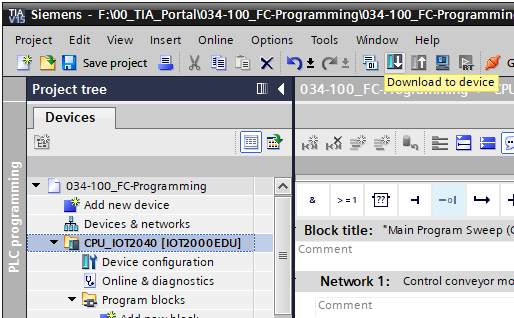 TIA V15 Siemens - F:\00_TIA_Portal\034-100_FC-Programming\034-100_FC-Programmin
Project Edit View Insert Online Options Tools Window Help
Save project
Download to device
Project tree
034-100_FC-Programming
Devices
PLC programming
034-100_FC-Programming
Add new device
Devices & networks
CPU_IOT2040 [IOT2000EDU]
Device configuration
Online & diagnostics
Program blocks
Add new block
& >=1 ??
Block title: "Main Program Sweep (C
Comment
Network 1: Control conveyor mo
Comment